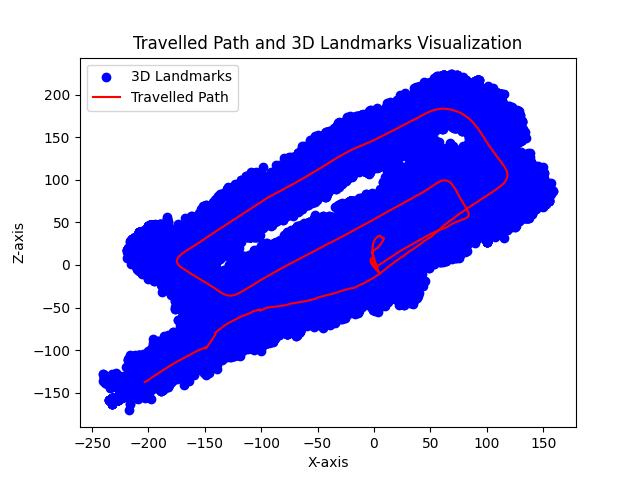 Travelled Path and 3D Landmarks Visualization
3D Landmarks
Travelled Path
Z-axis
200
150
100
50
0
−50
−100
−150
−250 −200 −150 −100 −50 0 50 100 150
X-axis